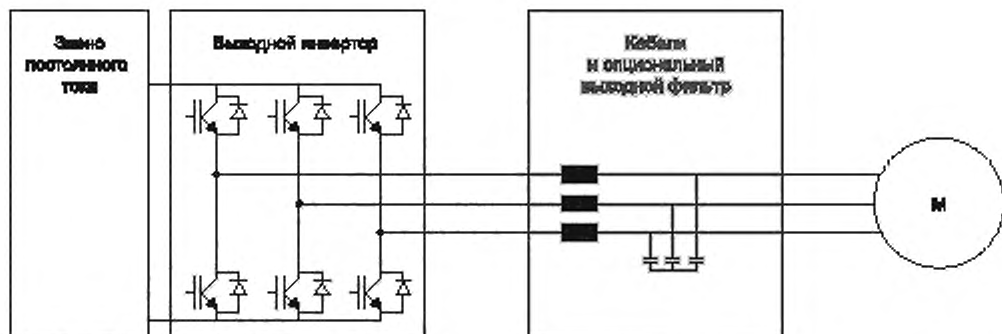 Звено
постоянного
тока
Выходной инвертор
Кабели
и опциональный
выходной фильтр
М